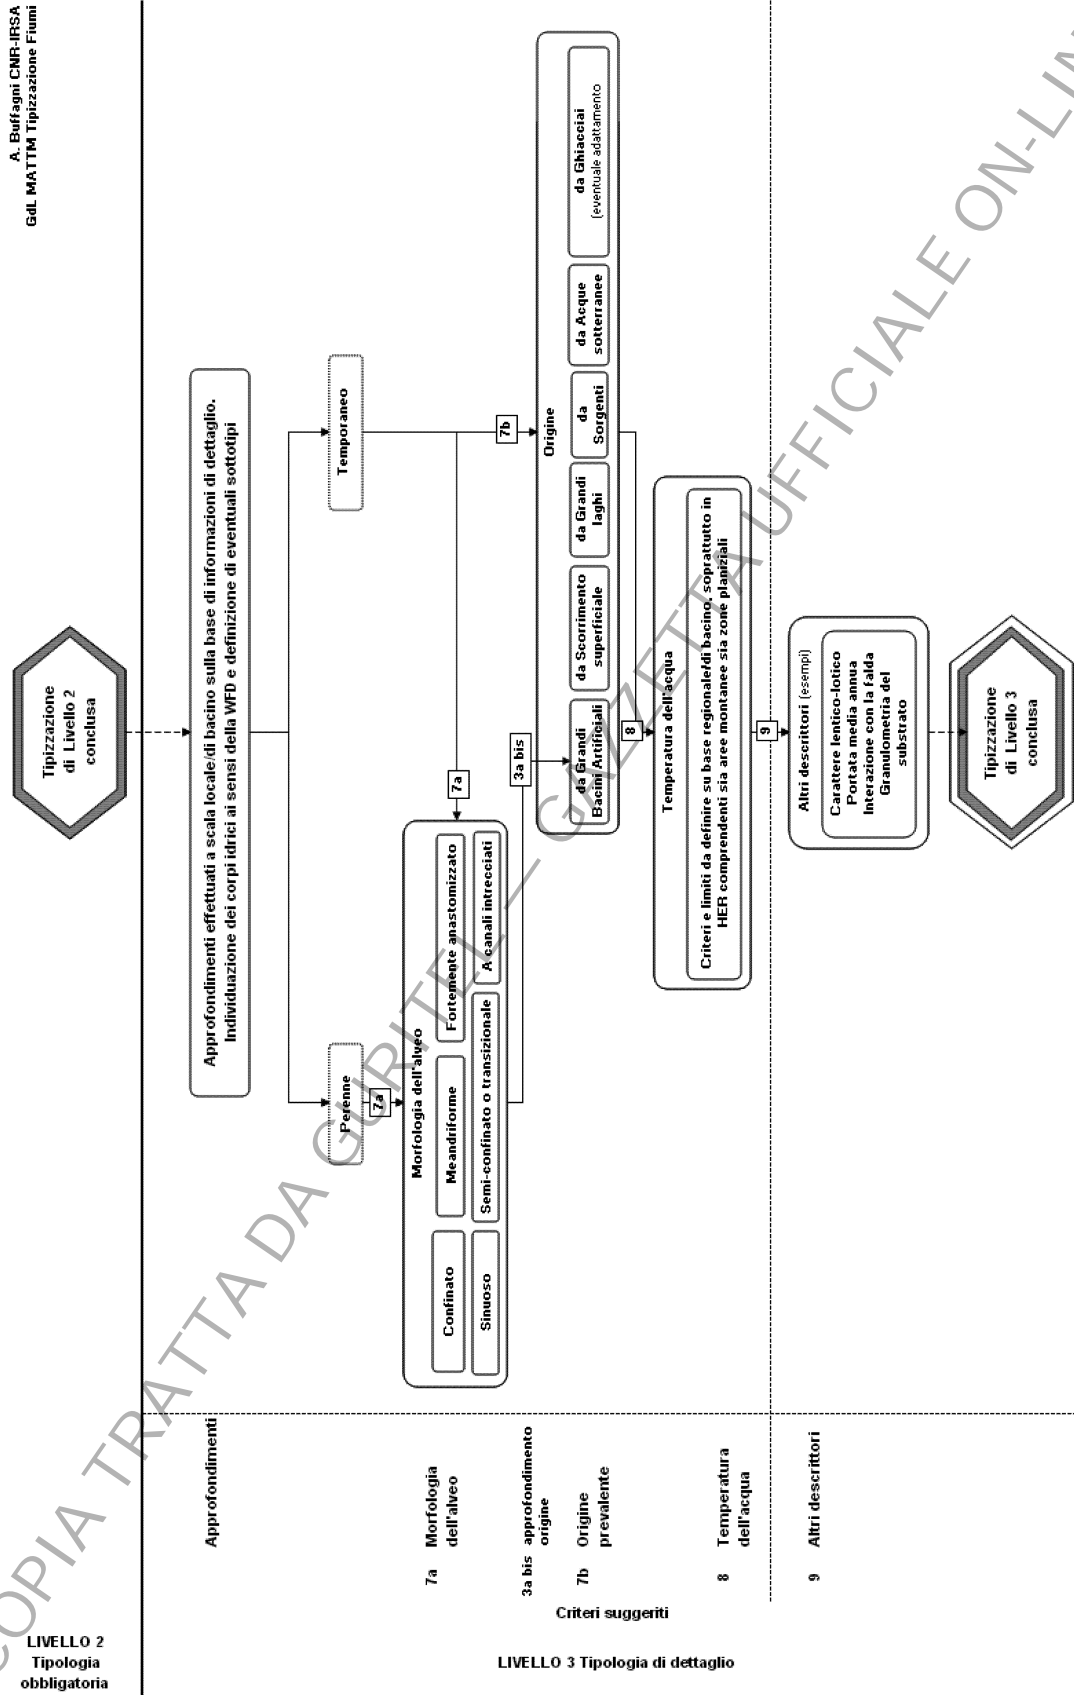 A. Buffagni CNR-IRSA
GdL MATTM Tipizzazione Fiumi
LIVELLO 2
Tipologia
obbligatoria
Tipizzazione
di Livello 2
conclusa
Approfondimenti
Approfondimenti effettuati a scala locale/di bacino sulla base di informazioni di dettaglio.
Individuazione dei corpi idrici ai sensi della WFD e definizione di eventuali sottotipi
Perenne
Temporaneo
7a
7a
7b
7a Morfologia
dell'alveo
Morfologia dell'alveo
Confinato
Meandriforme
Fortemente anastomizzato
Sinuoso
Semi-confinato o transizionale
A canali intrecciati
3a bis
3a bis approfondimento
origine
7b Origine
prevalente
Origine
da Grandi
Bacini Artificiali
da Scorrimento
superficiale
da Grandi
laghi
da
Sorgenti
da Acque
sotterranee
da Ghiacciai
(eventuale adattamento
8
8 Temperatura
dell'acqua
Temperatura dell'acqua
Criteri e limiti da definire su base regionale/di bacino. soprattutto in
HER comprendenti sia aree montanee sia zone planiziali
9
9 Altri descrittori
Altri descrittori (esempi)
Carattere lentico-lotico
Portata media annua
Interazione con la falda
Granulometria del
substrato
Tipizzazione
di Livello 3
conclusa
Criteri suggeriti
LIVELLO 3 Tipologia di dettaglio
COPIA TRATTA DA GURITEL — GAZZETTA UFFICIALE ON-LIN